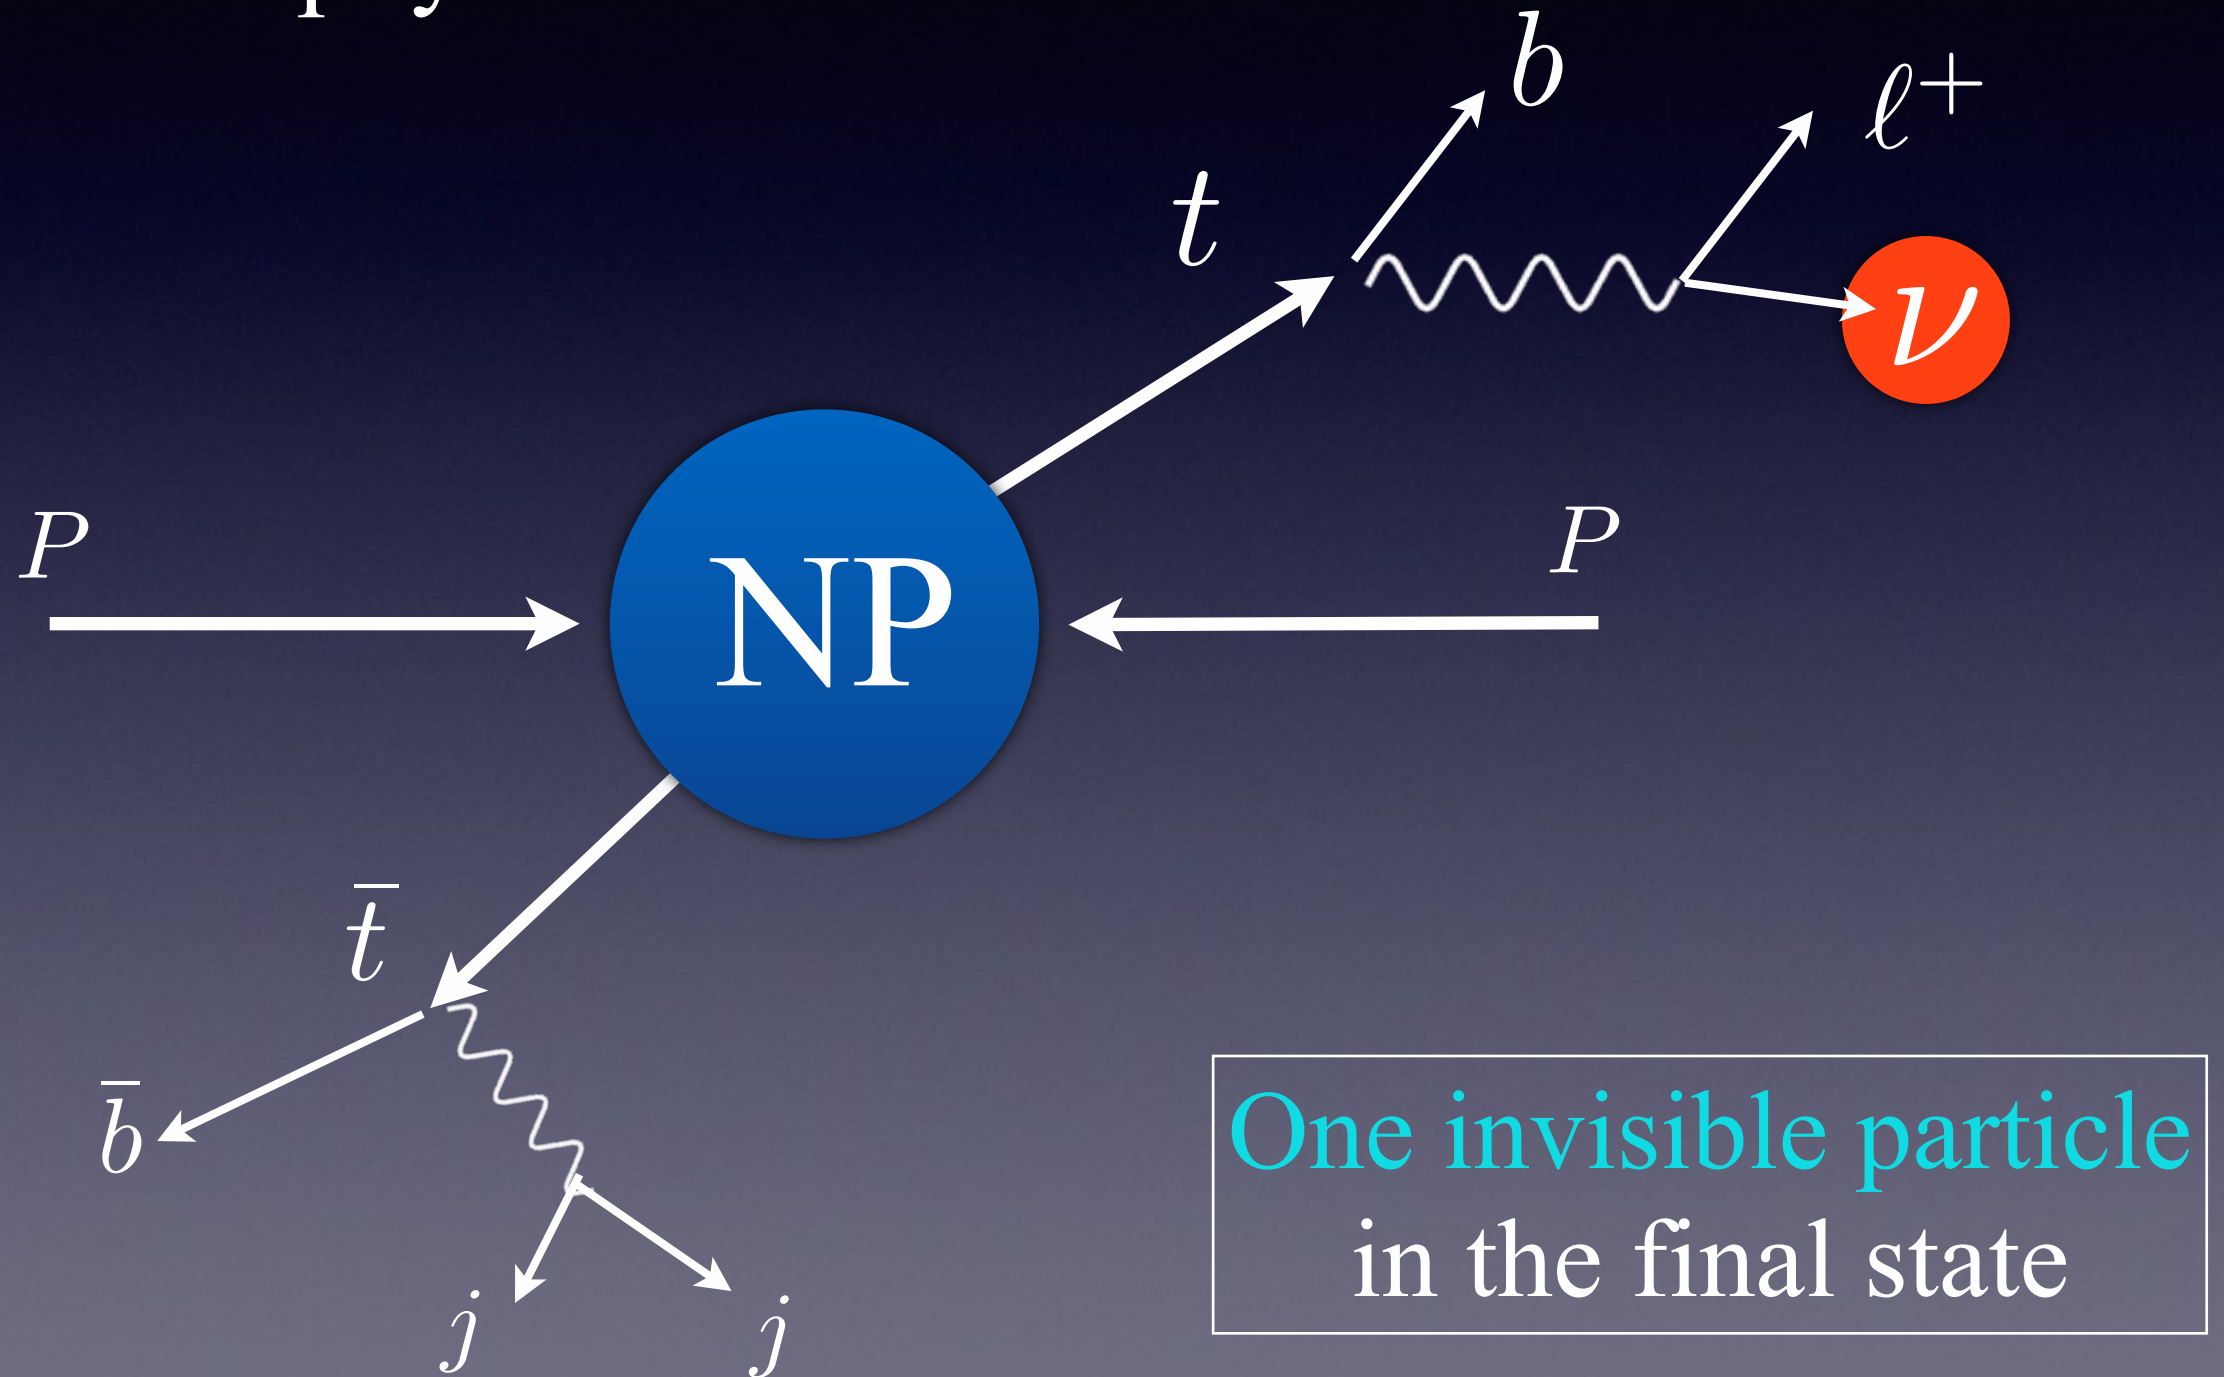 b
ℓ+
t
ν
P
P
NP
t̄
b̄
j
j
One invisible particle
in the final state